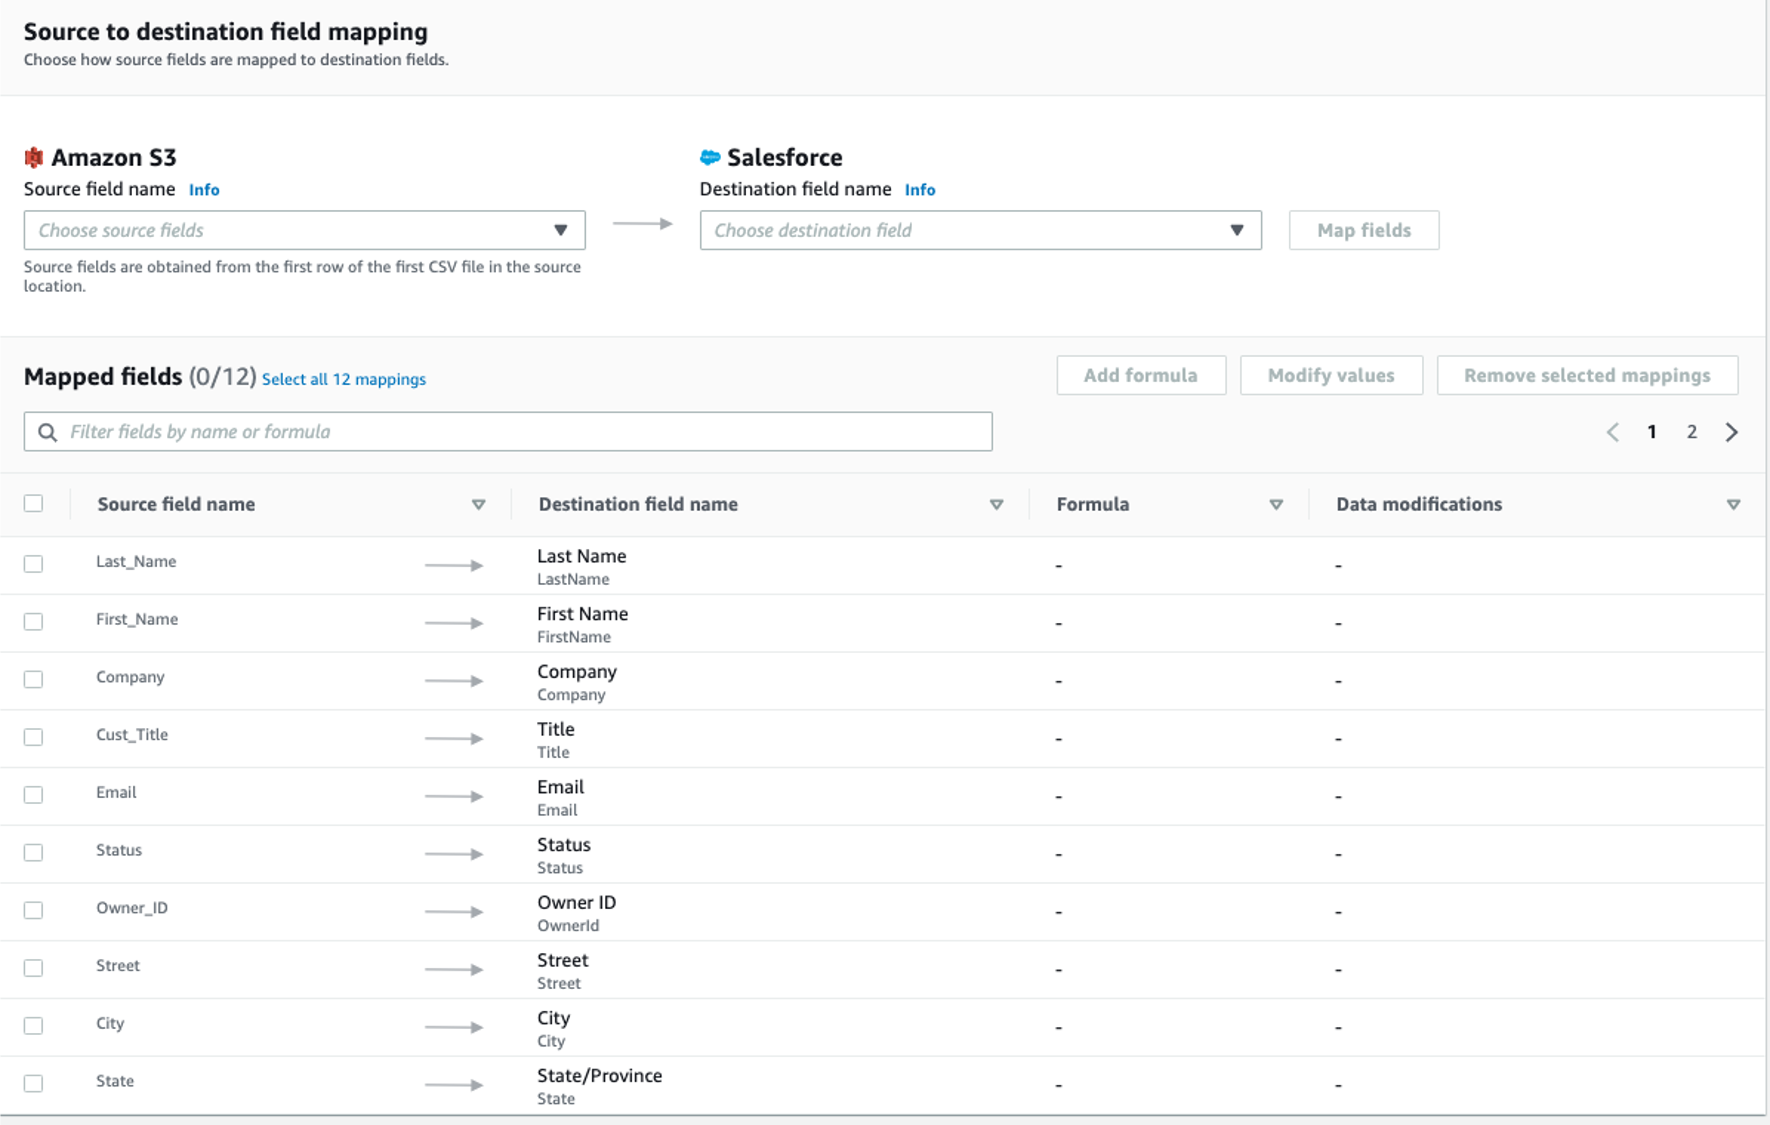 Source to destination field mapping
Choose how source fields are mapped to destination fields.
Amazon S3
Source field name Info
Choose source fields
Source fields are obtained from the first row of the first CSV file in the source
location.
Salesforce
Destination field name Info
Choose destination field
Map fields
Mapped fields (0/12) Select all 12 mappings
Add formula Modify values Remove selected mappings
Filter fields by name or formula
1 2
Source field name Destination field name Formula Data modifications
Last_Name Last Name - -
LastName
First_Name First Name - -
FirstName
Company Company - -
Company
Cust_Title Title - -
Title
Email Email - -
Email
Status Status - -
Status
Owner_ID Owner ID - -
OwnerId
Street Street - -
Street
City City - -
City
State State/Province - -
State